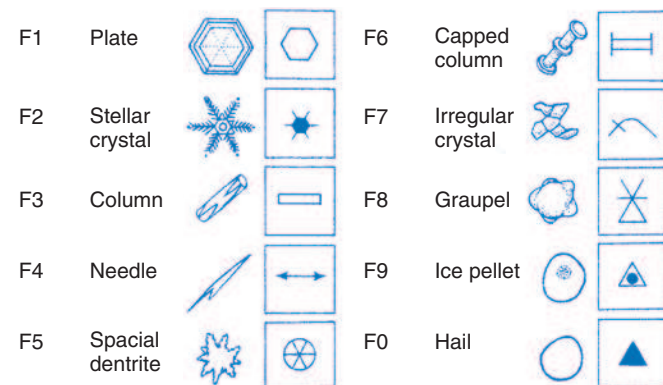 F1 Plate
F2 Stellar
crystal
F3 Column
F4 Needle
F5 Spacial
dentrite
F6 Capped
column
F7 Irregular
crystal
F8 Graupel
F9 Ice pellet
F0 Hail